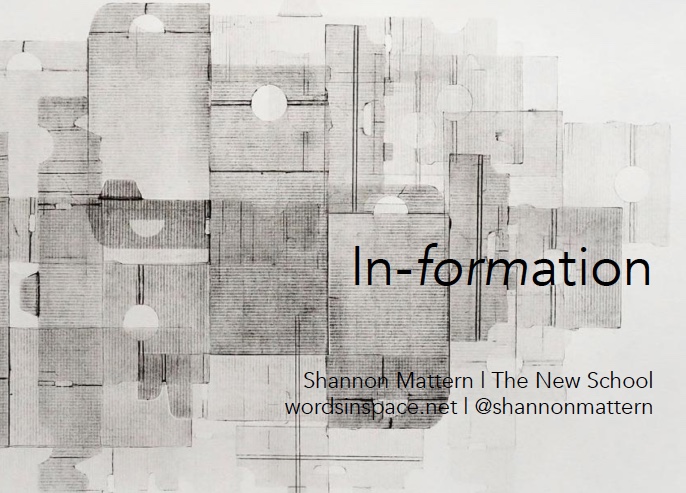 In-formation
Shannon Mattern | The New School
wordsinspace.net | @shannonmattern